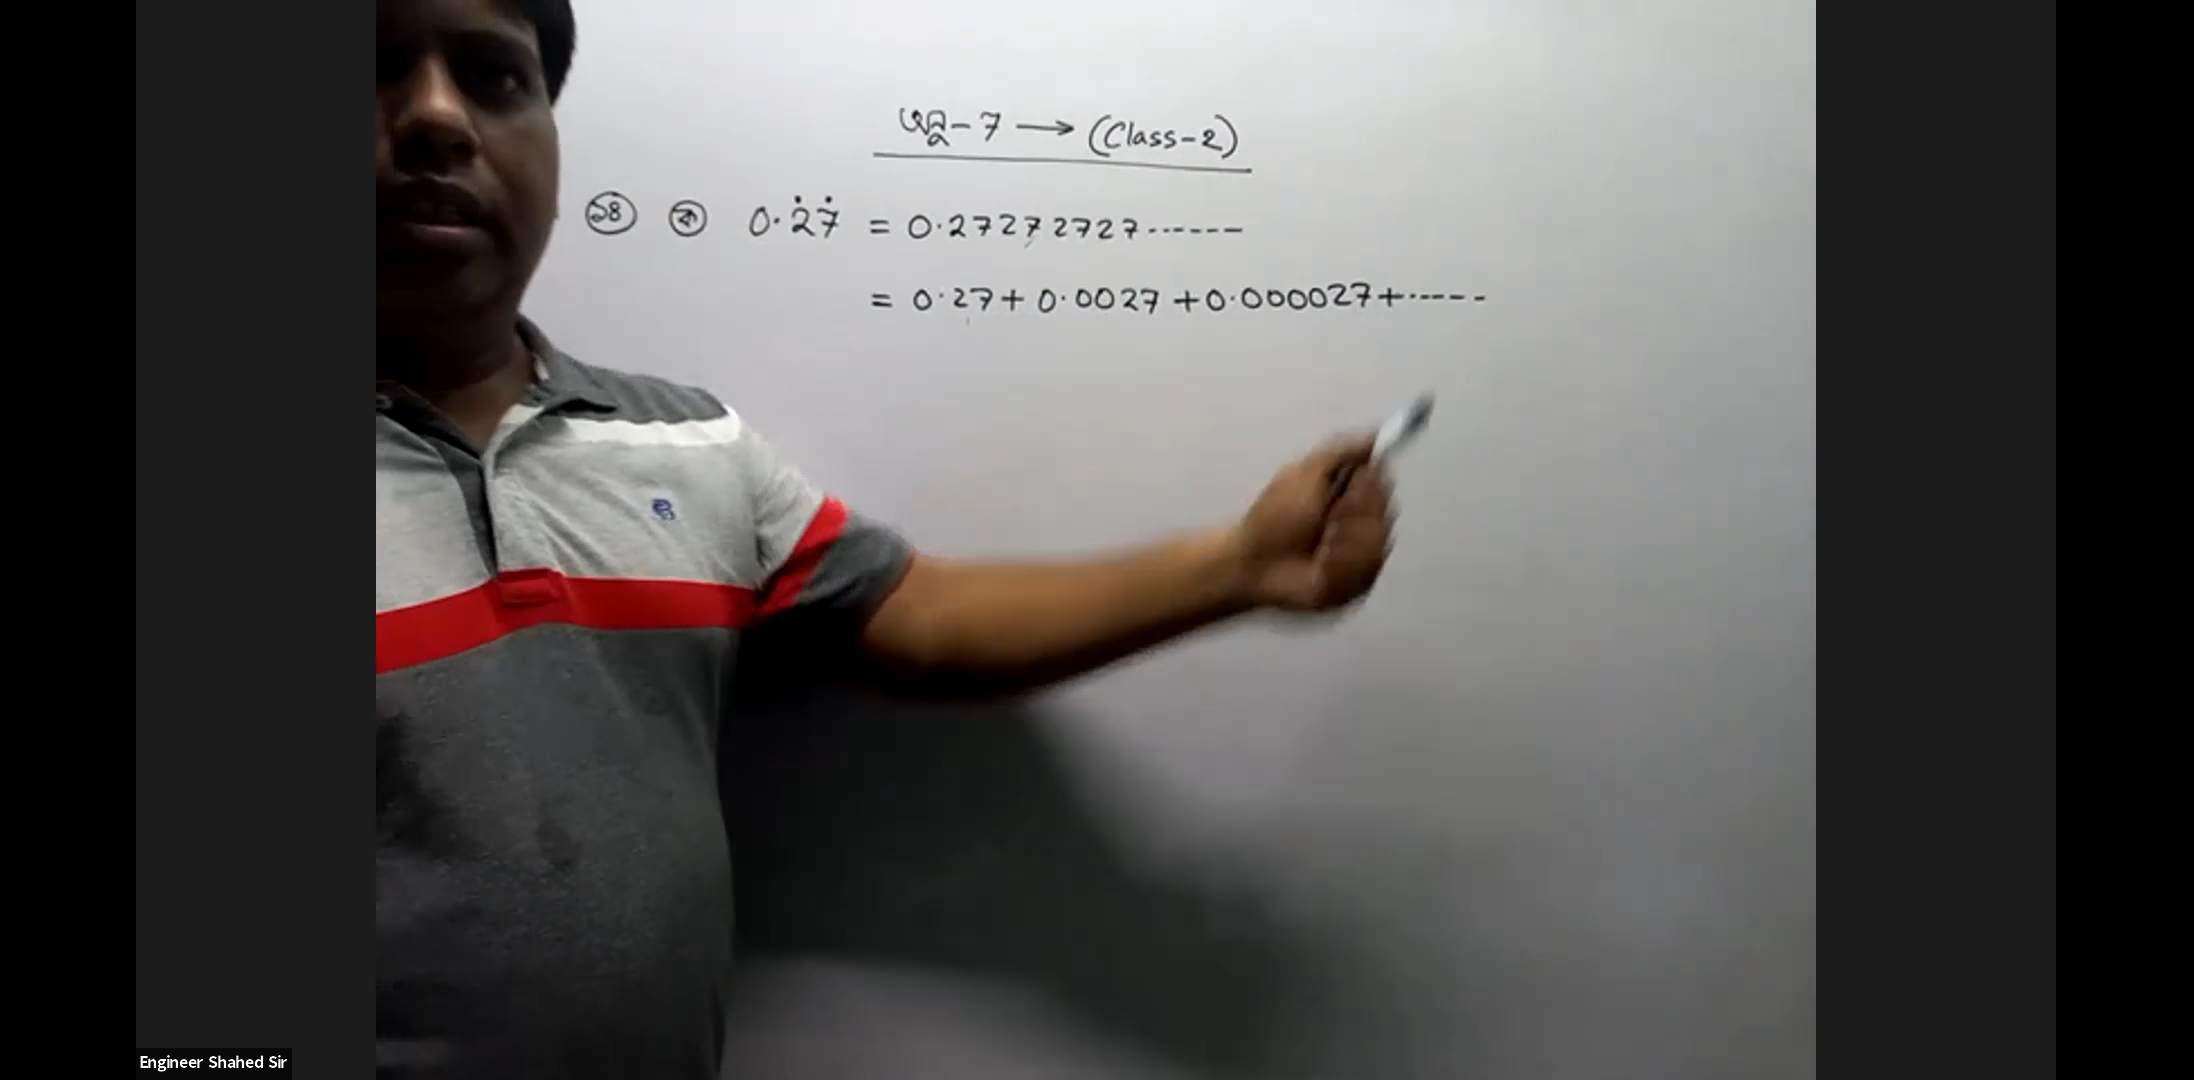 অনু-7 → (Class-2)
১৪ ক 0.2̇7̇ = 0.27272727------
= 0.27+0.0027+0.000027+-----
Engineer Shahed Sir